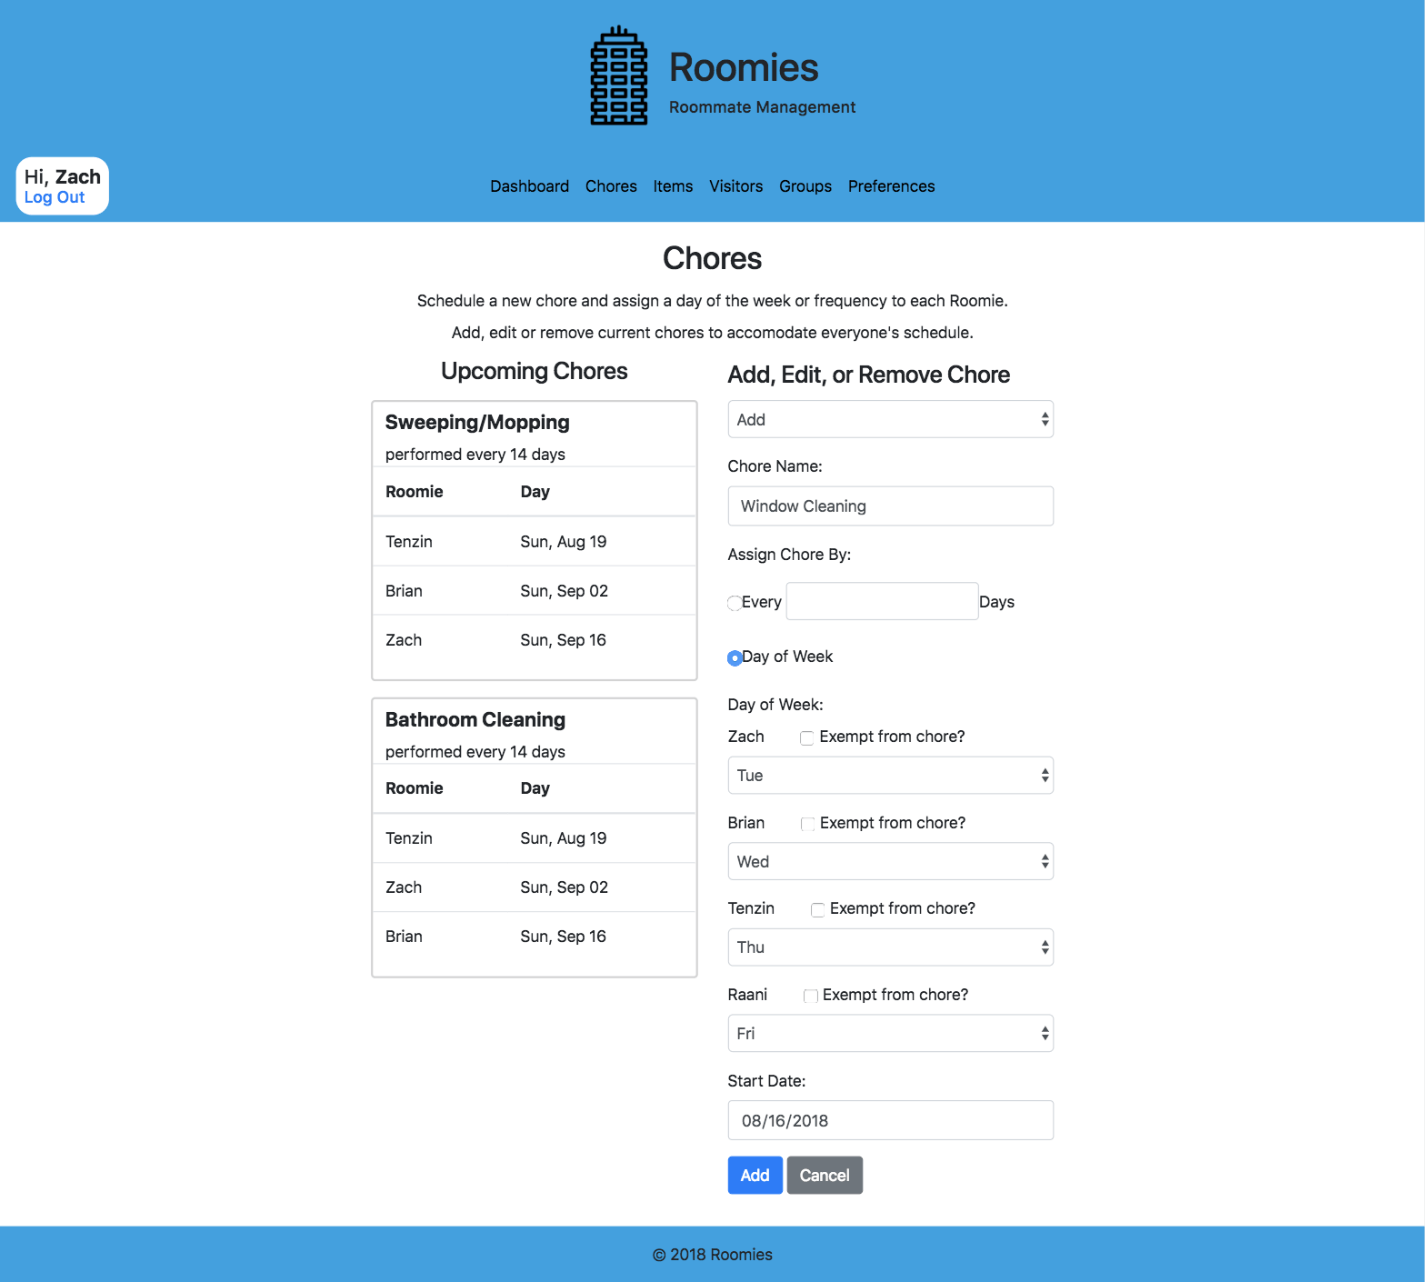 Roomies
Roommate Management
Hi, Zach
Log Out
Dashboard Chores Items Visitors Groups Preferences
Chores
Schedule a new chore and assign a day of the week or frequency to each Roomie.
Add, edit or remove current chores to accomodate everyone's schedule.
Upcoming Chores
Sweeping/Mopping
performed every 14 days
Roomie Day
Tenzin Sun, Aug 19
Brian Sun, Sep 02
Zach Sun, Sep 16
Bathroom Cleaning
performed every 14 days
Roomie Day
Tenzin Sun, Aug 19
Zach Sun, Sep 02
Brian Sun, Sep 16
Add, Edit, or Remove Chore
Add
Chore Name:
Window Cleaning
Assign Chore By:
Every Days
Day of Week
Day of Week:
Zach Exempt from chore?
Tue
Brian Exempt from chore?
Wed
Tenzin Exempt from chore?
Thu
Raani Exempt from chore?
Fri
Start Date:
08/16/2018
Add Cancel
© 2018 Roomies